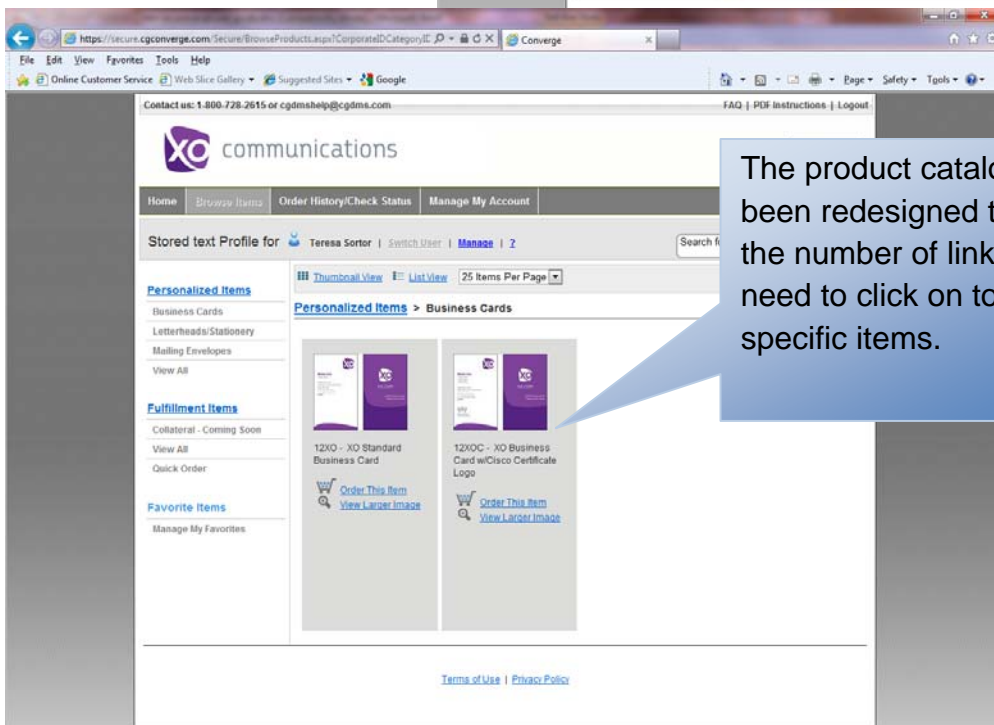 https://secure.cgconverge.com/Secure/BrowseProducts.aspx?CorporateIDCategoryID
Converge
File Edit View Favorites Tools Help
Online Customer Service Web Slice Gallery Suggested Sites Google
Page Safety Tools
Contact us: 1-800-728-2615 or cgdmshelp@cgdms.com
FAQ | PDF Instructions | Logout
XO communications
Home Browse Items Order History/Check Status Manage My Account
Stored text Profile for Teresa Sortor | Switch User | Manage | ?
Search f
Thumbnail View List View 25 Items Per Page
Personalized Items
Business Cards
Letterheads/Stationery
Mailing Envelopes
View All
Fulfillment Items
Collateral - Coming Soon
View All
Quick Order
Favorite Items
Manage My Favorites
Personalized Items > Business Cards
XO
XO
12XO - XO Standard
Business Card
Order This Item
View Larger Image
XO
XO
12XOC - XO Business
Card w/Cisco Certificate
Logo
Order This Item
View Larger Image
The product catal
been redesigned t
the number of link
need to click on to
specific items.
Terms of Use | Privacy Policy